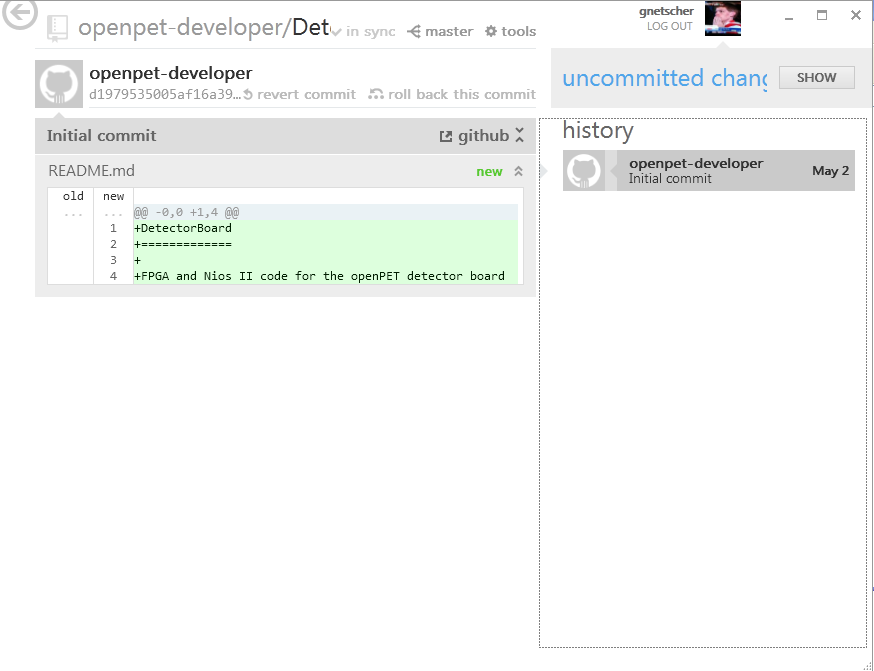 openpet-developer/Det
in sync
master
tools
gnetscher
LOG OUT
openpet-developer
d1979535005af16a39…
revert commit
roll back this commit
uncommitted chang
SHOW
Initial commit
github
README.md
new
old new
... ... @@ -0,0 +1,4 @@
1 +DetectorBoard
2 +=============
3 +
4 +FPGA and Nios II code for the openPET detector board
history
openpet-developer
Initial commit
May 2